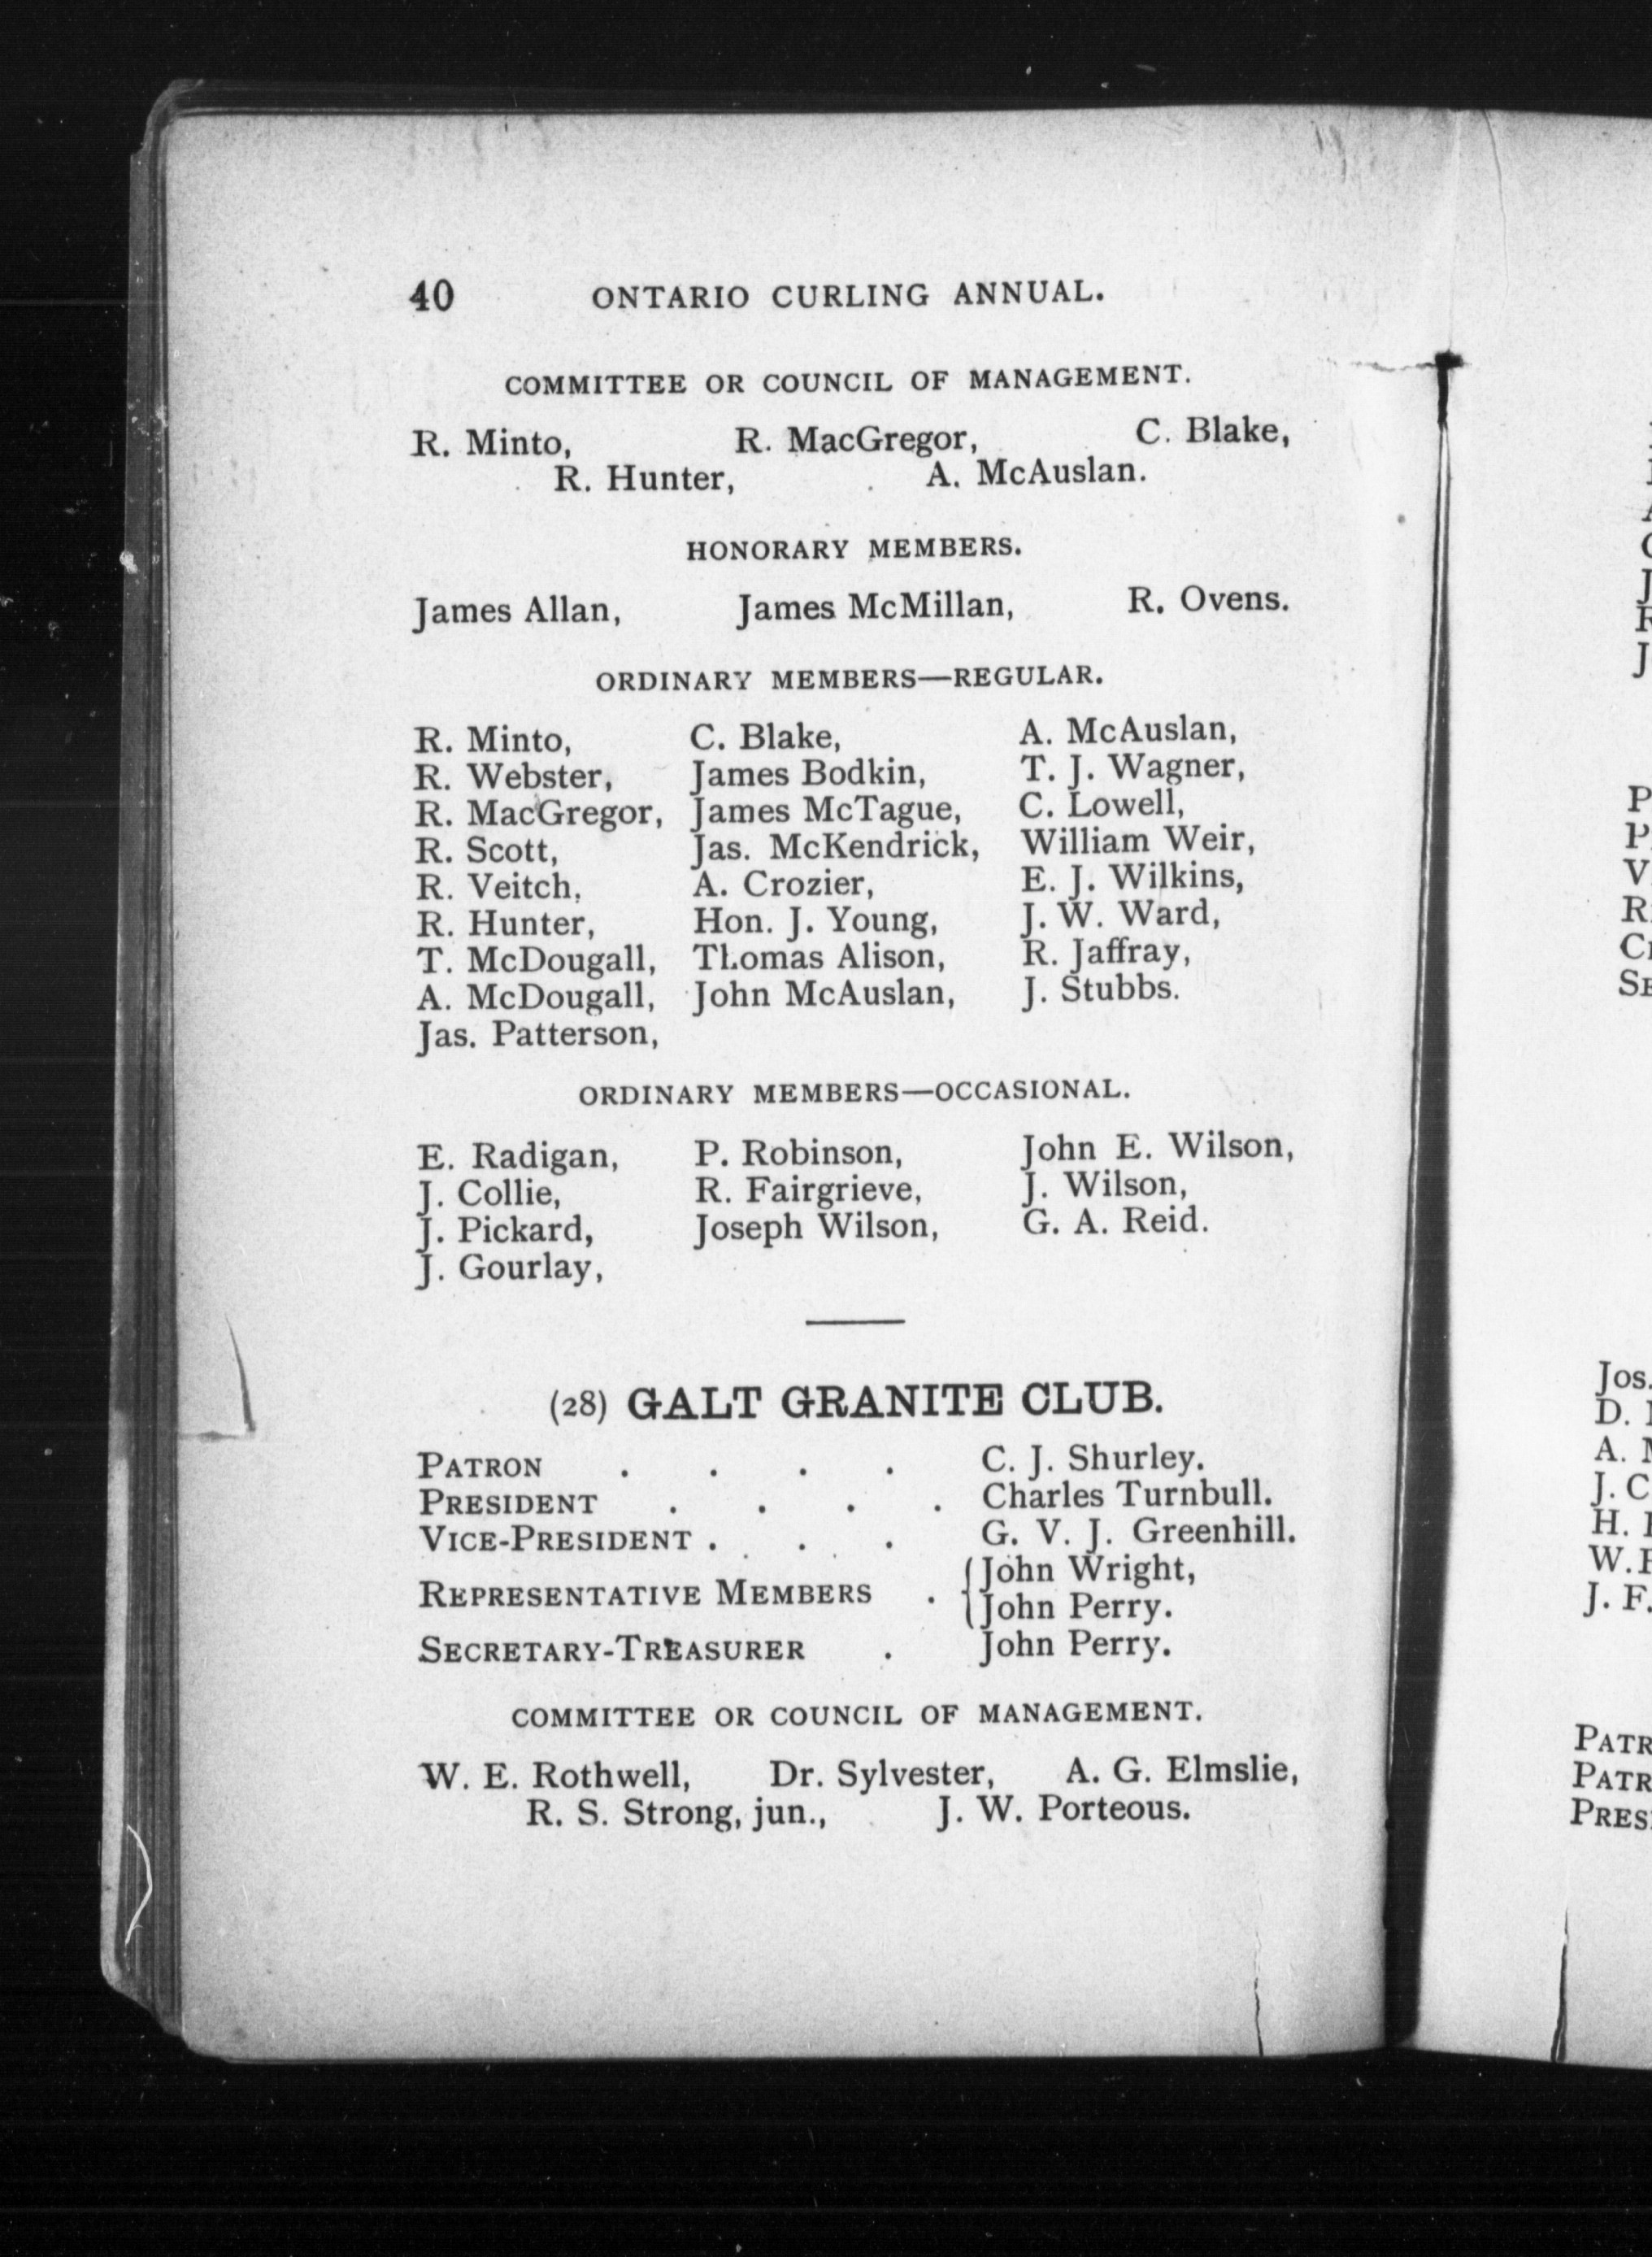 40 ONTARIO CURLING ANNUAL.
COMMITTEE OR COUNCIL OF MANAGEMENT.
R. Minto, R. MacGregor, C. Blake,
R. Hunter, A. McAuslan.
HONORARY MEMBERS.
James Allan, James McMillan, R. Ovens.
ORDINARY MEMBERS—REGULAR.
R. Minto, C. Blake, A. McAuslan,
R. Webster, James Bodkin, T. J. Wagner,
R. MacGregor, James McTague, C. Lowell,
R. Scott, Jas. McKendrick, William Weir,
R. Veitch, A. Crozier, E. J. Wilkins,
R. Hunter, Hon. J. Young, J. W. Ward,
T. McDougall, Thomas Alison, R. Jaffray,
A. McDougall, John McAuslan, J. Stubbs.
Jas. Patterson,
ORDINARY MEMBERS—OCCASIONAL.
E. Radigan, P. Robinson, John E. Wilson,
J. Collie, R. Fairgrieve, J. Wilson,
J. Pickard, Joseph Wilson, G. A. Reid.
J. Gourlay,
(28) GALT GRANITE CLUB.
PATRON . . . . C. J. Shurley.
PRESIDENT . . . . Charles Turnbull.
VICE-PRESIDENT . . . G. V. J. Greenhill.
REPRESENTATIVE MEMBERS . { John Wright,
John Perry.
SECRETARY-TREASURER . John Perry.
COMMITTEE OR COUNCIL OF MANAGEMENT.
W. E. Rothwell, Dr. Sylvester, A. G. Elmslie,
R. S. Strong, jun., J. W. Porteous.
Jos.
D.
A.
J. C
H.
W.
J. F.